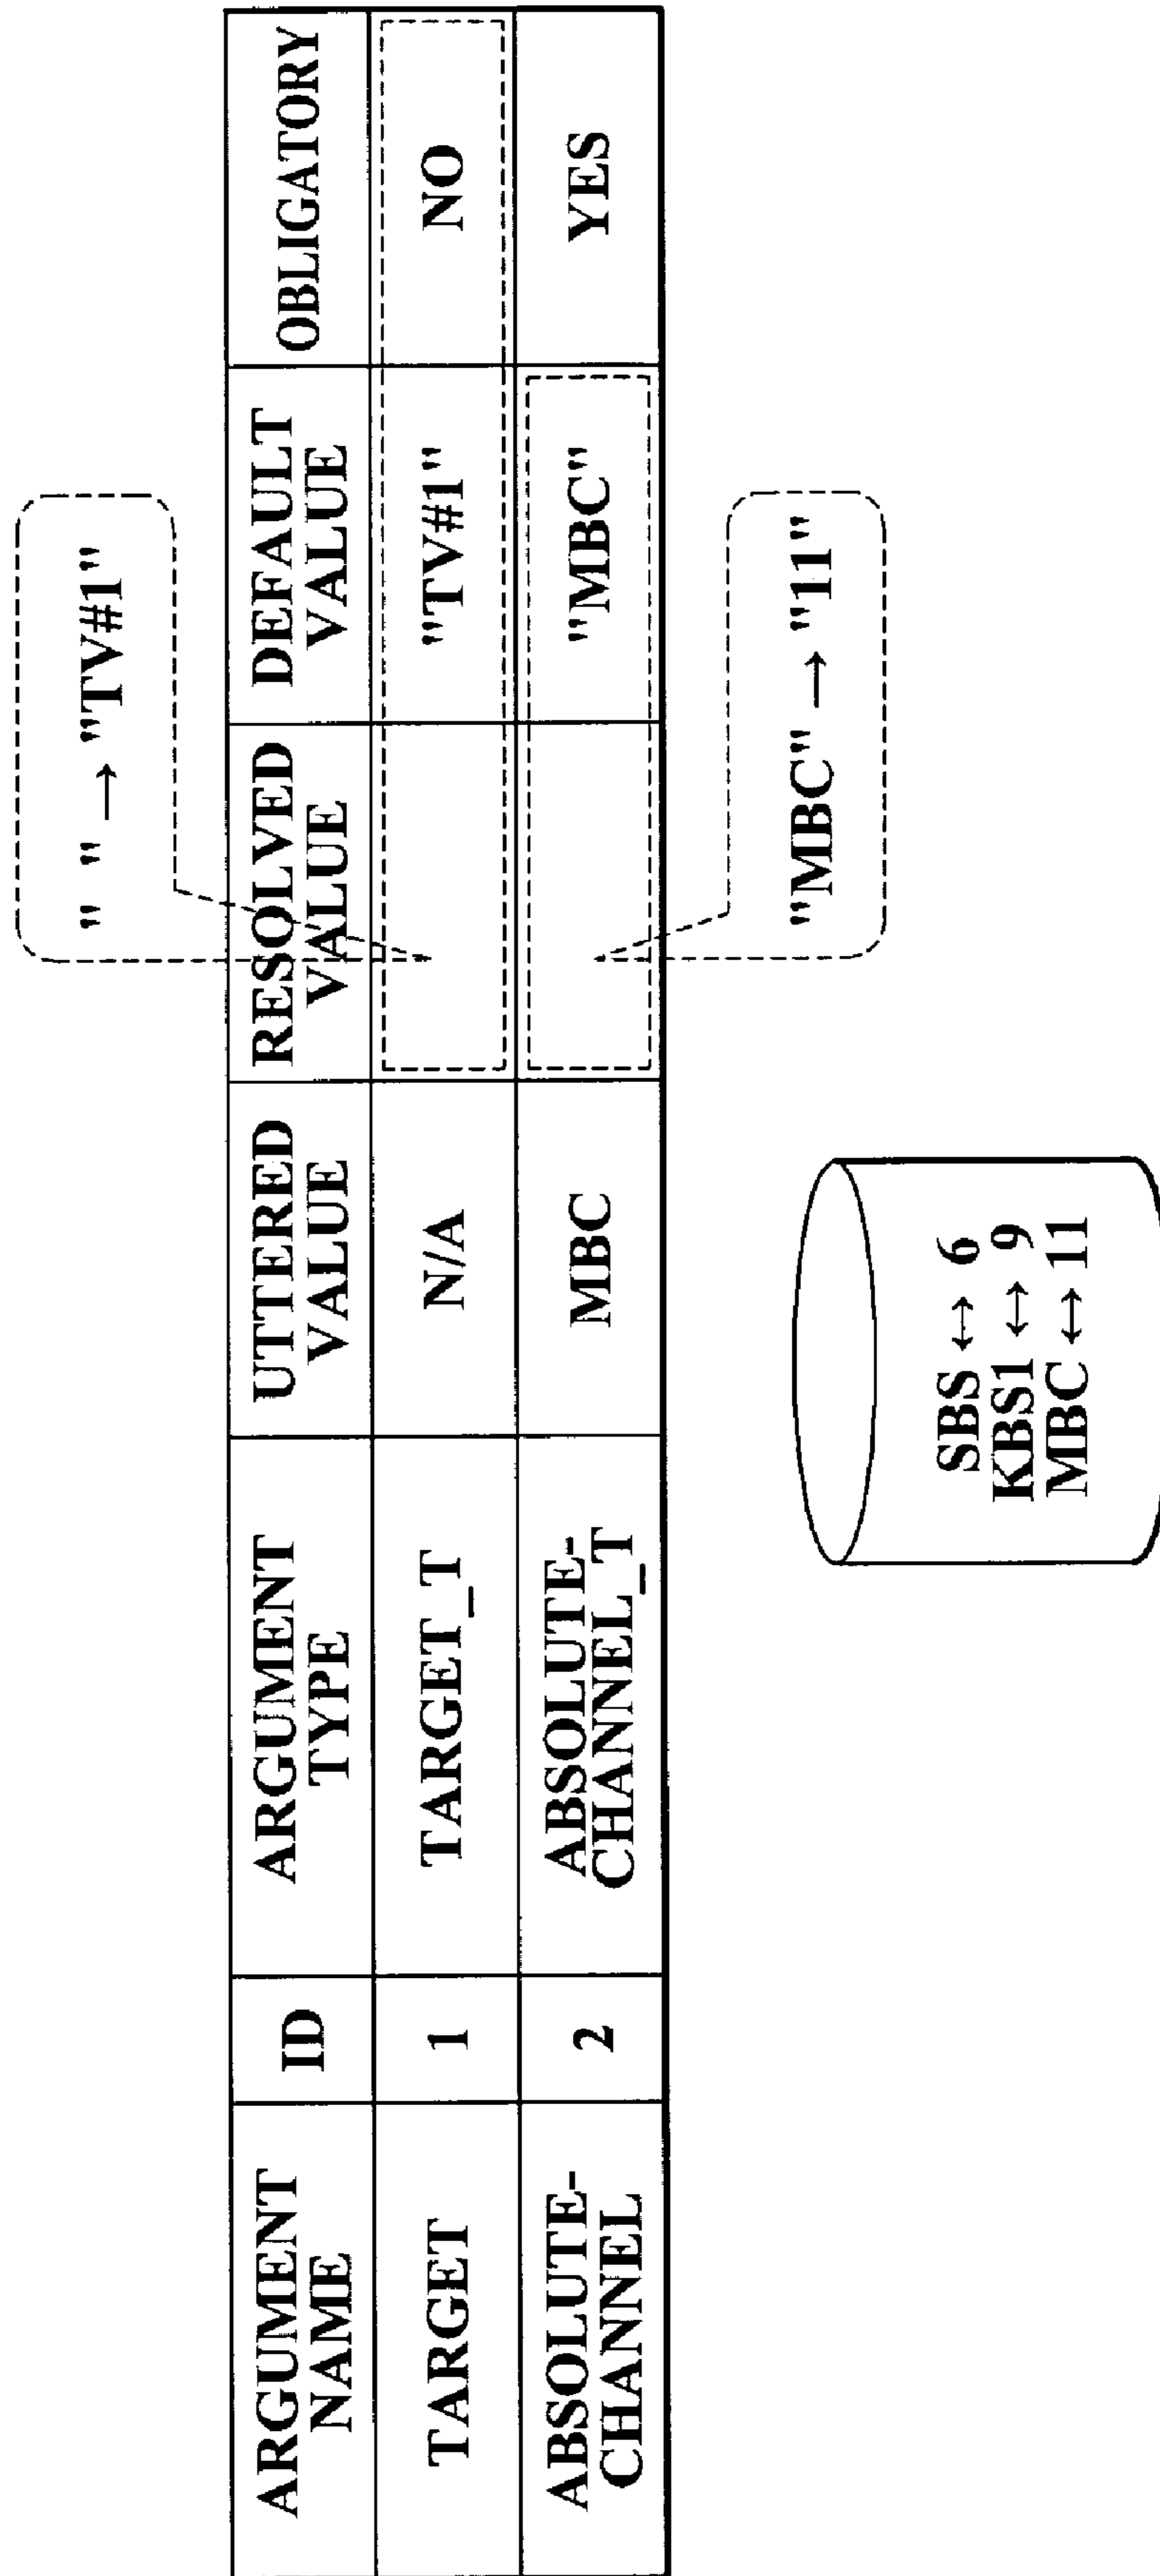 " " → "TV#1"
ARGUMENT NAME
ID
ARGUMENT TYPE
UTTERED VALUE
RESOLVED VALUE
DEFAULT VALUE
OBLIGATORY
TARGET
1
TARGET_T
N/A
"TV#1"
NO
ABSOLUTE-
CHANNEL
2
ABSOLUTE-
CHANNEL_T
MBC
"MBC"
YES
"MBC" → "11"
SBS ↔ 6
KBS1 ↔ 9
MBC ↔ 11